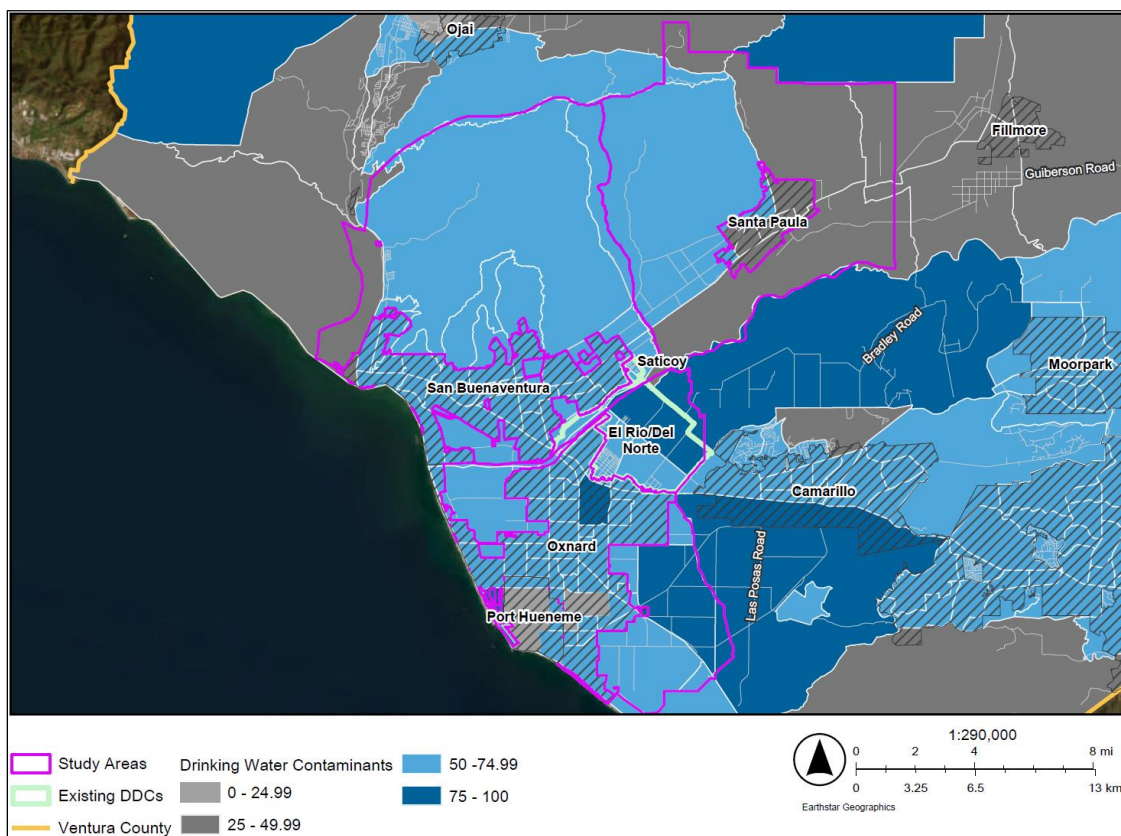 Ojai
Fillmore
Guiberson Road
Santa Paula
Bradley Road
Moorpark
Saticoy
San Buenaventura
El Rio/Del
Norte
Camarillo
Oxnard
Las Posas Road
Port Hueneme
Study Areas
Existing DDCs
Ventura County
Drinking Water Contaminants
0 - 24.99
25 - 49.99
50 -74.99
75 - 100
1:290,000
0 2 4 8 mi
0 3.25 6.5 13 km
Earthstar Geographics